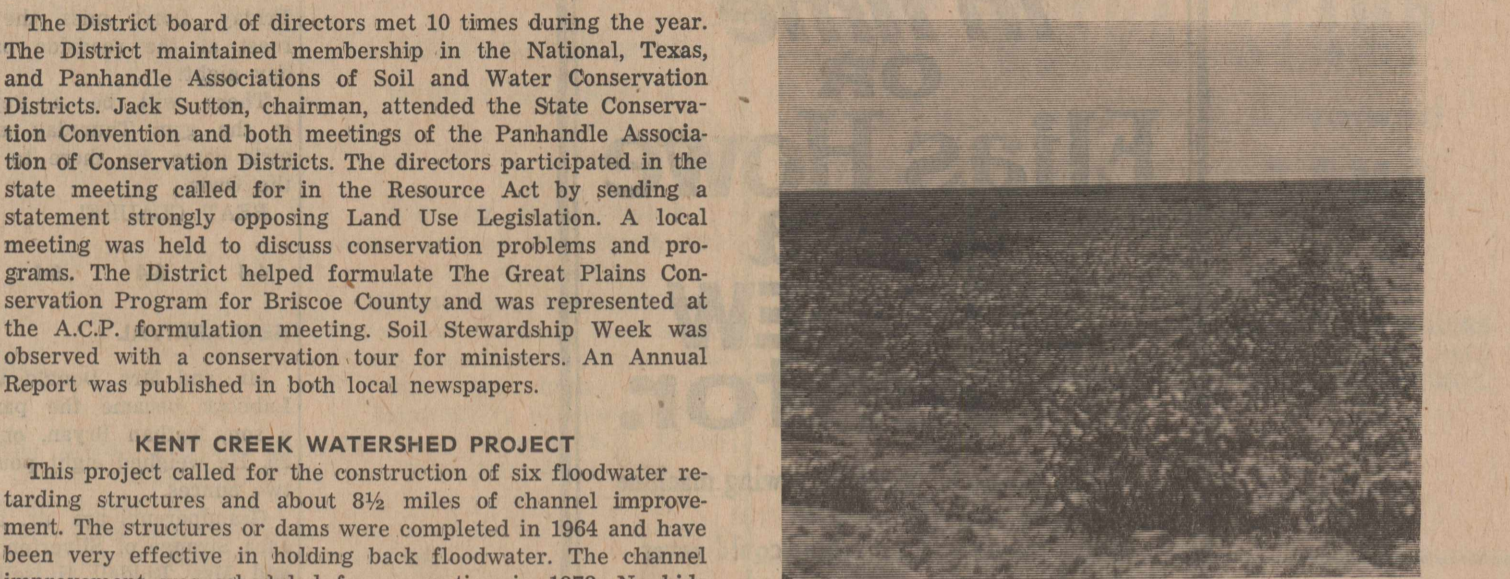 The District board of directors met 10 times during the year.
The District maintained membership in the National, Texas,
and Panhandle Associations of Soil and Water Conservation
Districts. Jack Sutton, chairman, attended the State Conserva-
tion Convention and both meetings of the Panhandle Associa-
tion of Conservation Districts. The directors participated in the
state meeting called for in the Resource Act by sending a
statement strongly opposing Land Use Legislation. A local
meeting was held to discuss conservation problems and pro-
grams. The District helped formulate The Great Plains Con-
servation Program for Briscoe County and was represented at
the A.C.P. formulation meeting. Soil Stewardship Week was
observed with a conservation tour for ministers. An Annual
Report was published in both local newspapers.
KENT CREEK WATERSHED PROJECT
This project called for the construction of six floodwater re-
tarding structures and about 8½ miles of channel improve-
ment. The structures or dams were completed in 1964 and have
been very effective in holding back floodwater. The channel